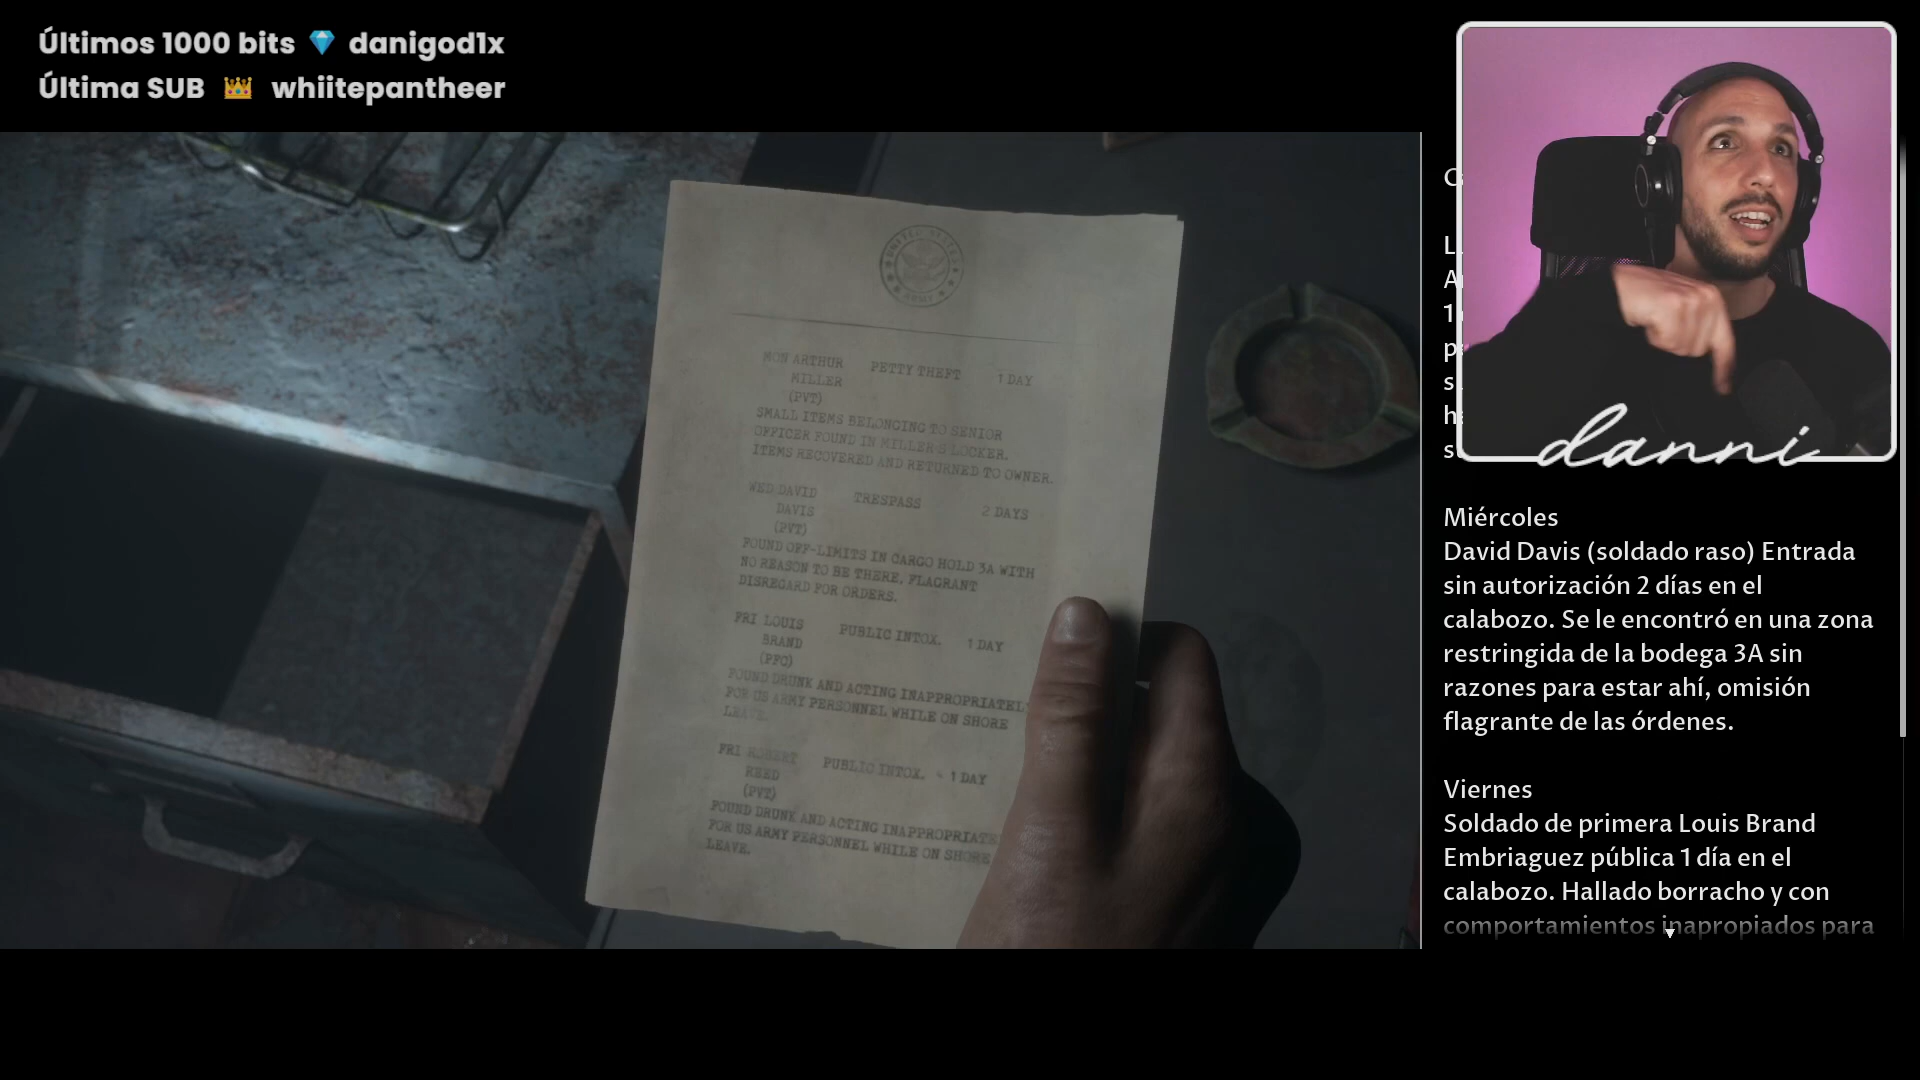 Últimos 1000 bits 💎 danigod1x
Última SUB 👑 whiitepantheer
UNITED STATES
ARMY
MON ARTHUR PETTY THEFT 1 DAY
MILLER
(PVT)
SMALL ITEMS BELONGING TO SENIOR
OFFICER FOUND IN MILLER'S LOCKER.
ITEMS RECOVERED AND RETURNED TO OWNER.
WED DAVID TRESPASS 2 DAYS
DAVIS
(PVT)
FOUND OFF-LIMITS IN CARGO HOLD 3A WITH
NO REASON TO BE THERE, FLAGRANT
DISREGARD FOR ORDERS.
FRI LOUIS PUBLIC INTOX. 1 DAY
BRAND
(PFC)
FOUND DRUNK AND ACTING INAPPROPRIATELY
FOR US ARMY PERSONNEL WHILE ON SHORE
LEAVE.
FRI ROBERT PUBLIC INTOX. - 1 DAY
REED
(PVT)
FOUND DRUNK AND ACTING INAPPROPRIATE
FOR US ARMY PERSONNEL WHILE ON SHORE
LEAVE.
danni
Miércoles
David Davis (soldado raso) Entrada
sin autorización 2 días en el
calabozo. Se le encontró en una zona
restringida de la bodega 3A sin
razones para estar ahí, omisión
flagrante de las órdenes.
Viernes
Soldado de primera Louis Brand
Embriaguez pública 1 día en el
calabozo. Hallado borracho y con
comportamientos inapropiados para